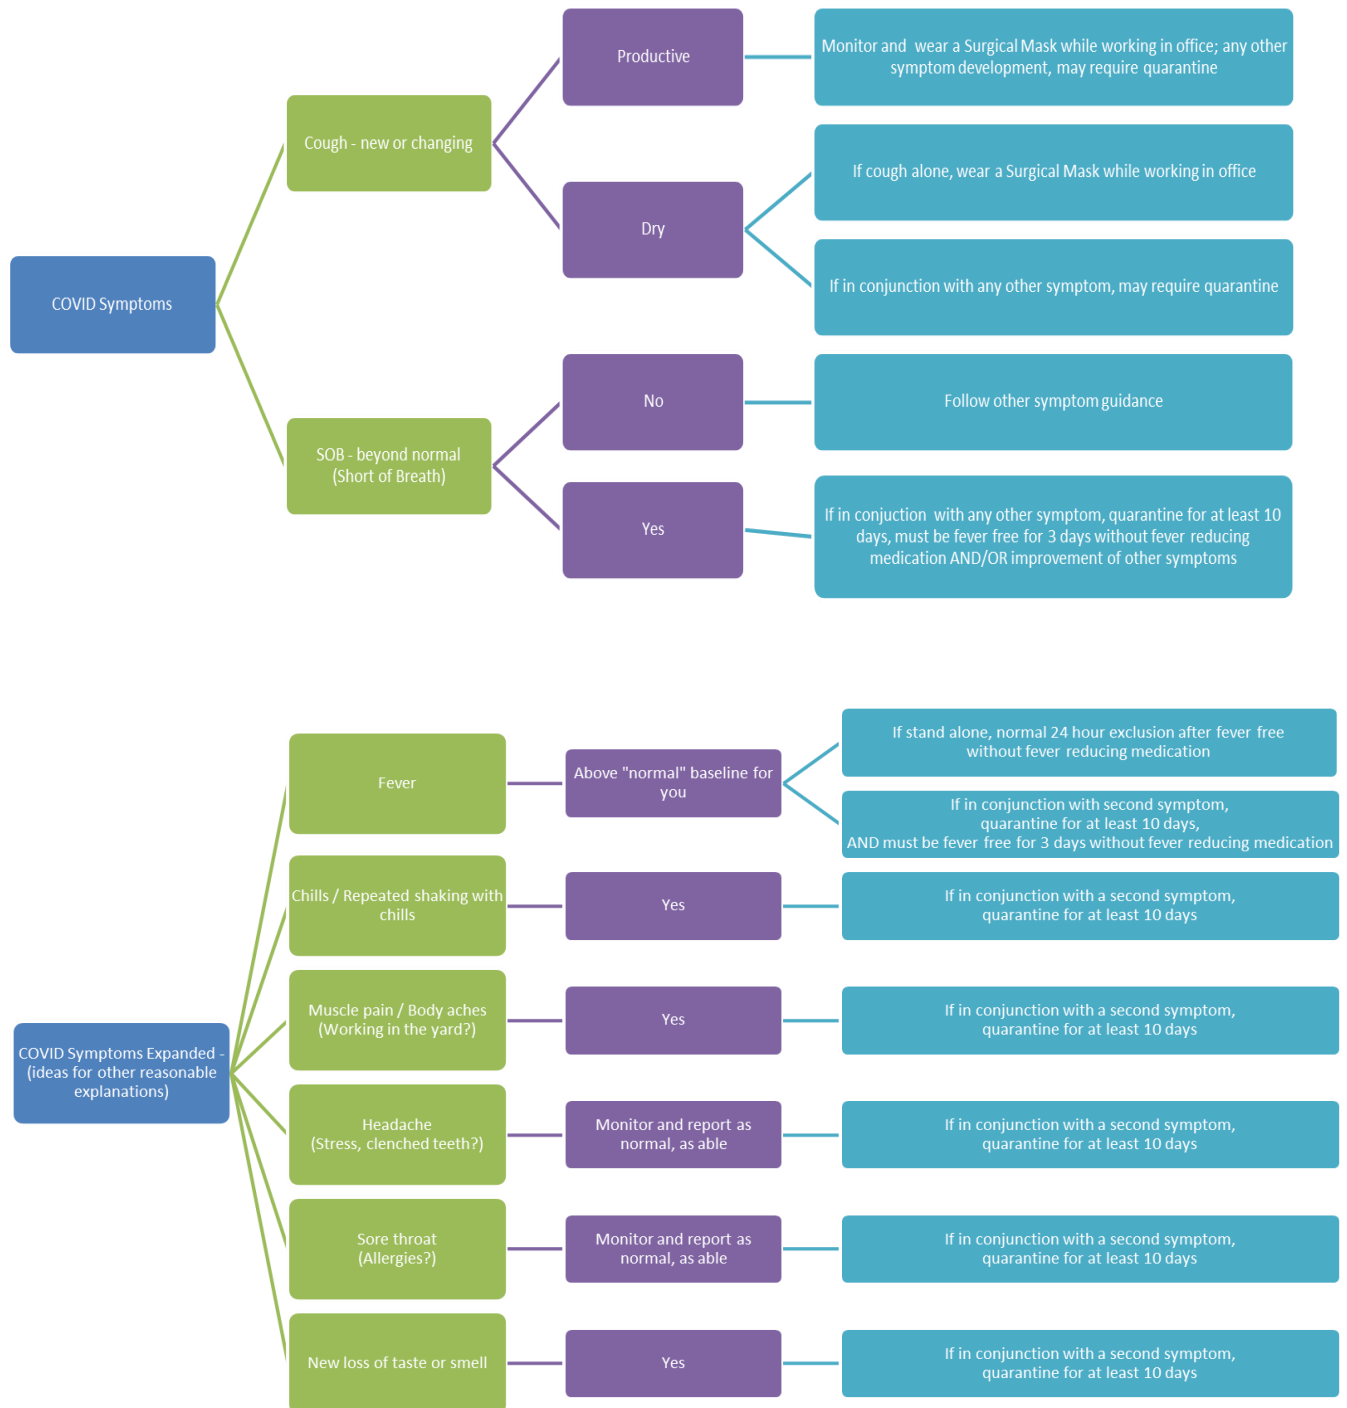 COVID Symptoms
Cough - new or changing
Productive
Monitor and wear a Surgical Mask while working in office; any other
symptom development, may require quarantine
Dry
If cough alone, wear a Surgical Mask while working in office
If in conjunction with any other symptom, may require quarantine
SOB - beyond normal
(Short of Breath)
No
Follow other symptom guidance
Yes
If in conjuction with any other symptom, quarantine for at least 10
days, must be fever free for 3 days without fever reducing
medication AND/OR improvement of other symptoms
COVID Symptoms Expanded -
(ideas for other reasonable
explanations)
Fever
Above "normal" baseline for
you
If stand alone, normal 24 hour exclusion after fever free
without fever reducing medication
If in conjunction with second symptom,
quarantine for at least 10 days,
AND must be fever free for 3 days without fever reducing medication
Chills / Repeated shaking with
chills
Yes
If in conjunction with a second symptom,
quarantine for at least 10 days
Muscle pain / Body aches
(Working in the yard?)
Yes
If in conjunction with a second symptom,
quarantine for at least 10 days
Headache
(Stress, clenched teeth?)
Monitor and report as
normal, as able
If in conjunction with a second symptom,
quarantine for at least 10 days
Sore throat
(Allergies?)
Monitor and report as
normal, as able
If in conjunction with a second symptom,
quarantine for at least 10 days
New loss of taste or smell
Yes
If in conjunction with a second symptom,
quarantine for at least 10 days